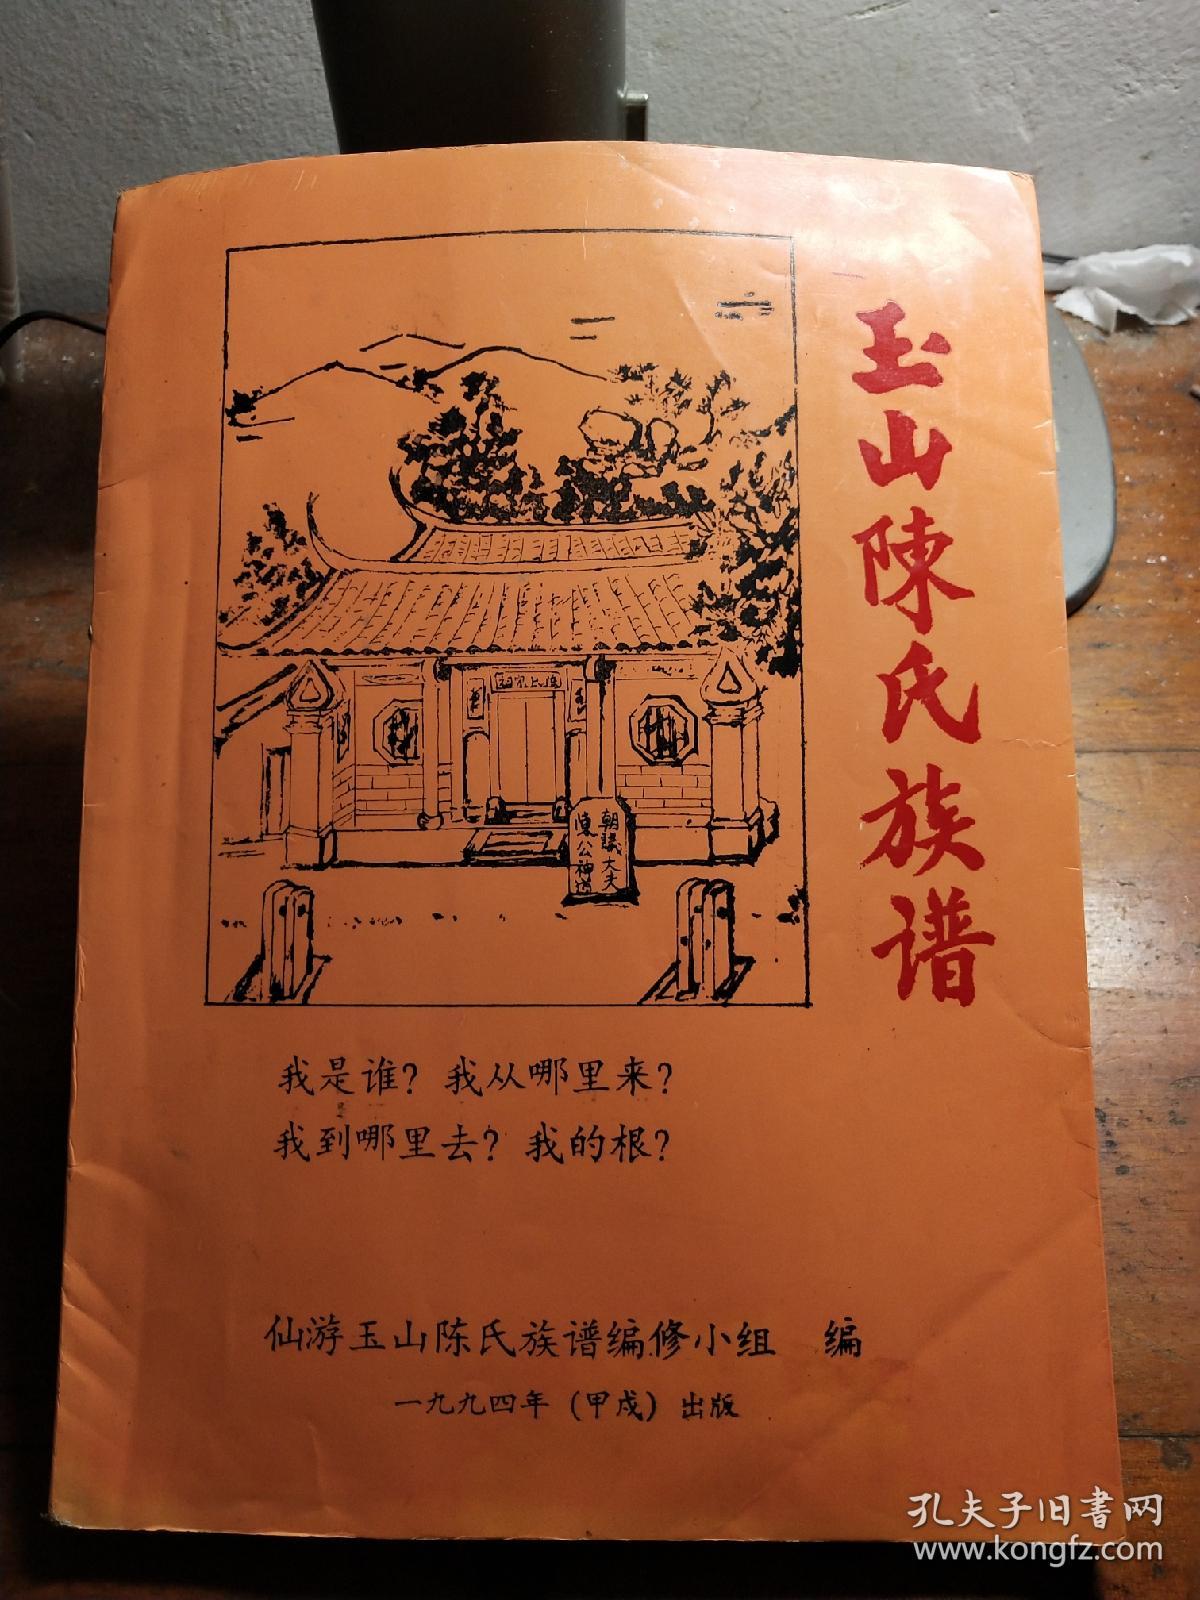 玉山陳氏族谱
朝議大夫
陳公神道
我是谁？我从哪里来？
我到哪里去？我的根？
仙游玉山陈氏族谱编修小组 编
一九九四年（甲戌）出版
孔夫子旧書网
www.kongfz.com